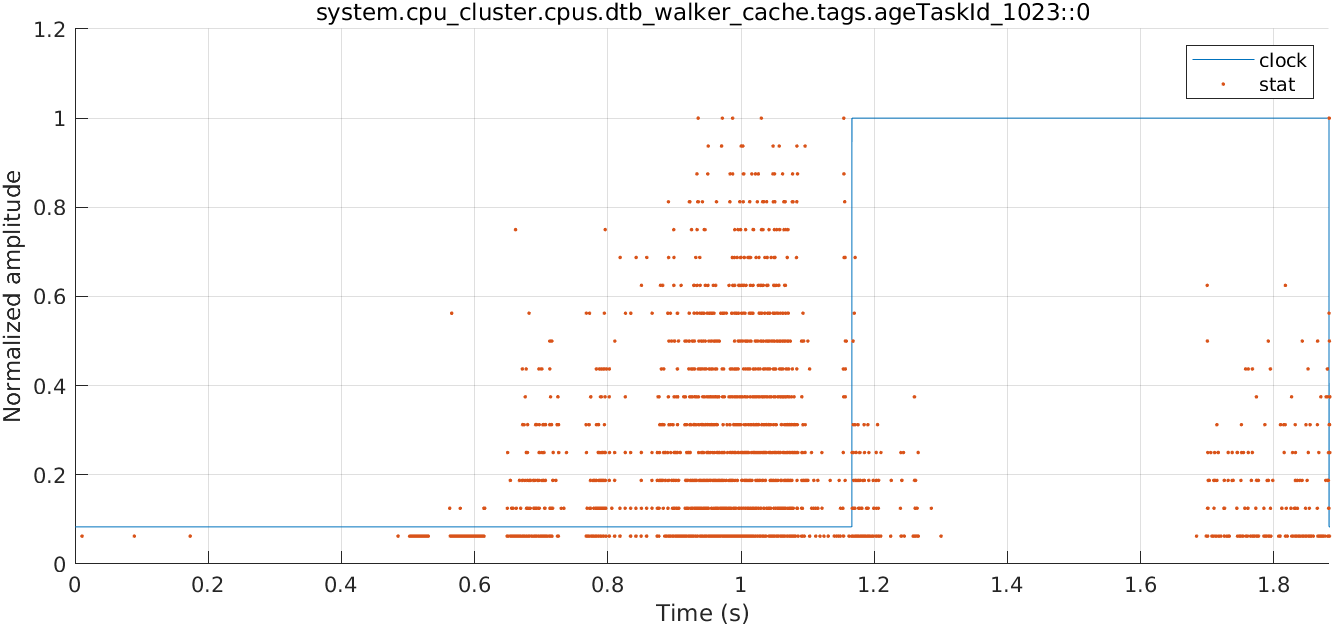 system.cpu_cluster.cpus.dtb_walker_cache.tags.ageTaskId_1023::0
1.2
1
0.8
0.6
0.4
0.2
0
Normalized amplitude
clock
stat
0 0.2 0.4 0.6 0.8 1 1.2 1.4 1.6 1.8
Time (s)